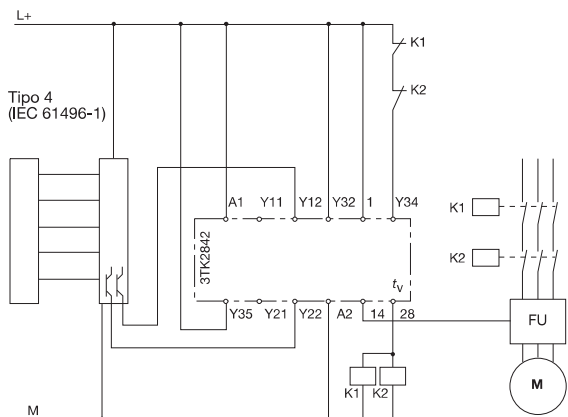 L+
K1
K2
Tipo 4
(IEC 61496-1)
A1 Y11 Y12 Y32 1 Y34
3TK2842
tv
Y35 Y21 Y22 A2 14 28
K1
K2
FU
K1 K2
M
M